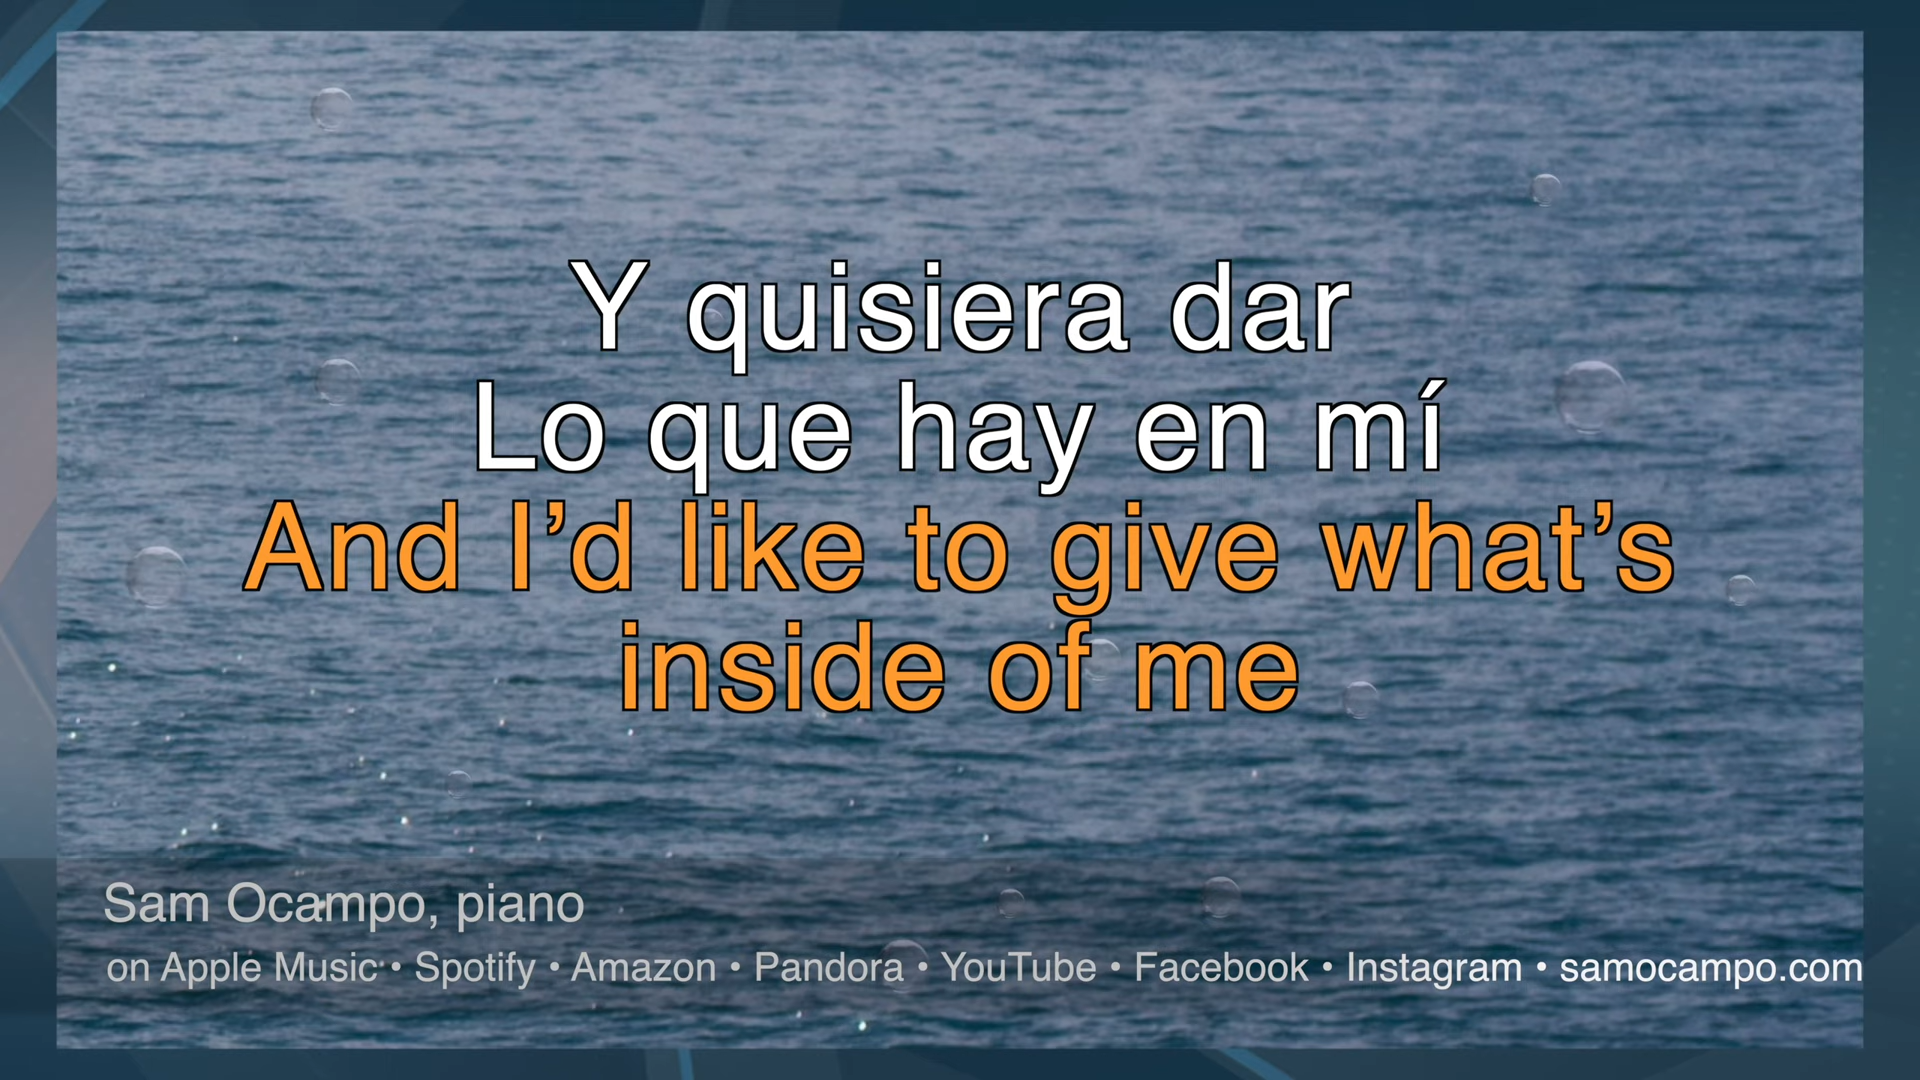 Y quisiera dar
Lo que hay en mí
And I’d like to give what’s
inside of me
Sam Ocampo, piano
on Apple Music • Spotify • Amazon • Pandora • YouTube • Facebook • Instagram • samocampo.com